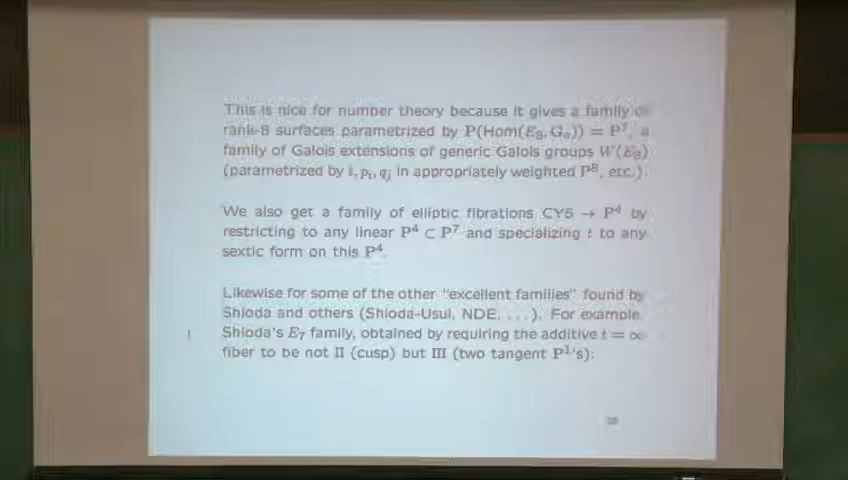 This is nice for number theory because it gives a family of
rank-8 surfaces parametrized by P(Hom(E₈, Gₐ)) = P⁷, a
family of Galois extensions of generic Galois groups W(E₈)
(parametrized by t, pᵢ, qⱼ in appropriately weighted P⁸, etc.).
We also get a family of elliptic fibrations CY5 → P⁴ by
restricting to any linear P⁴ ⊂ P⁷ and specializing t to any
sextic form on this P⁴.
Likewise for some of the other "excellent families" found by
Shioda and others (Shioda-Usui, NDE, ...). For example,
Shioda's E₇ family, obtained by requiring the additive t = ∞
fiber to be not II (cusp) but III (two tangent P¹'s):